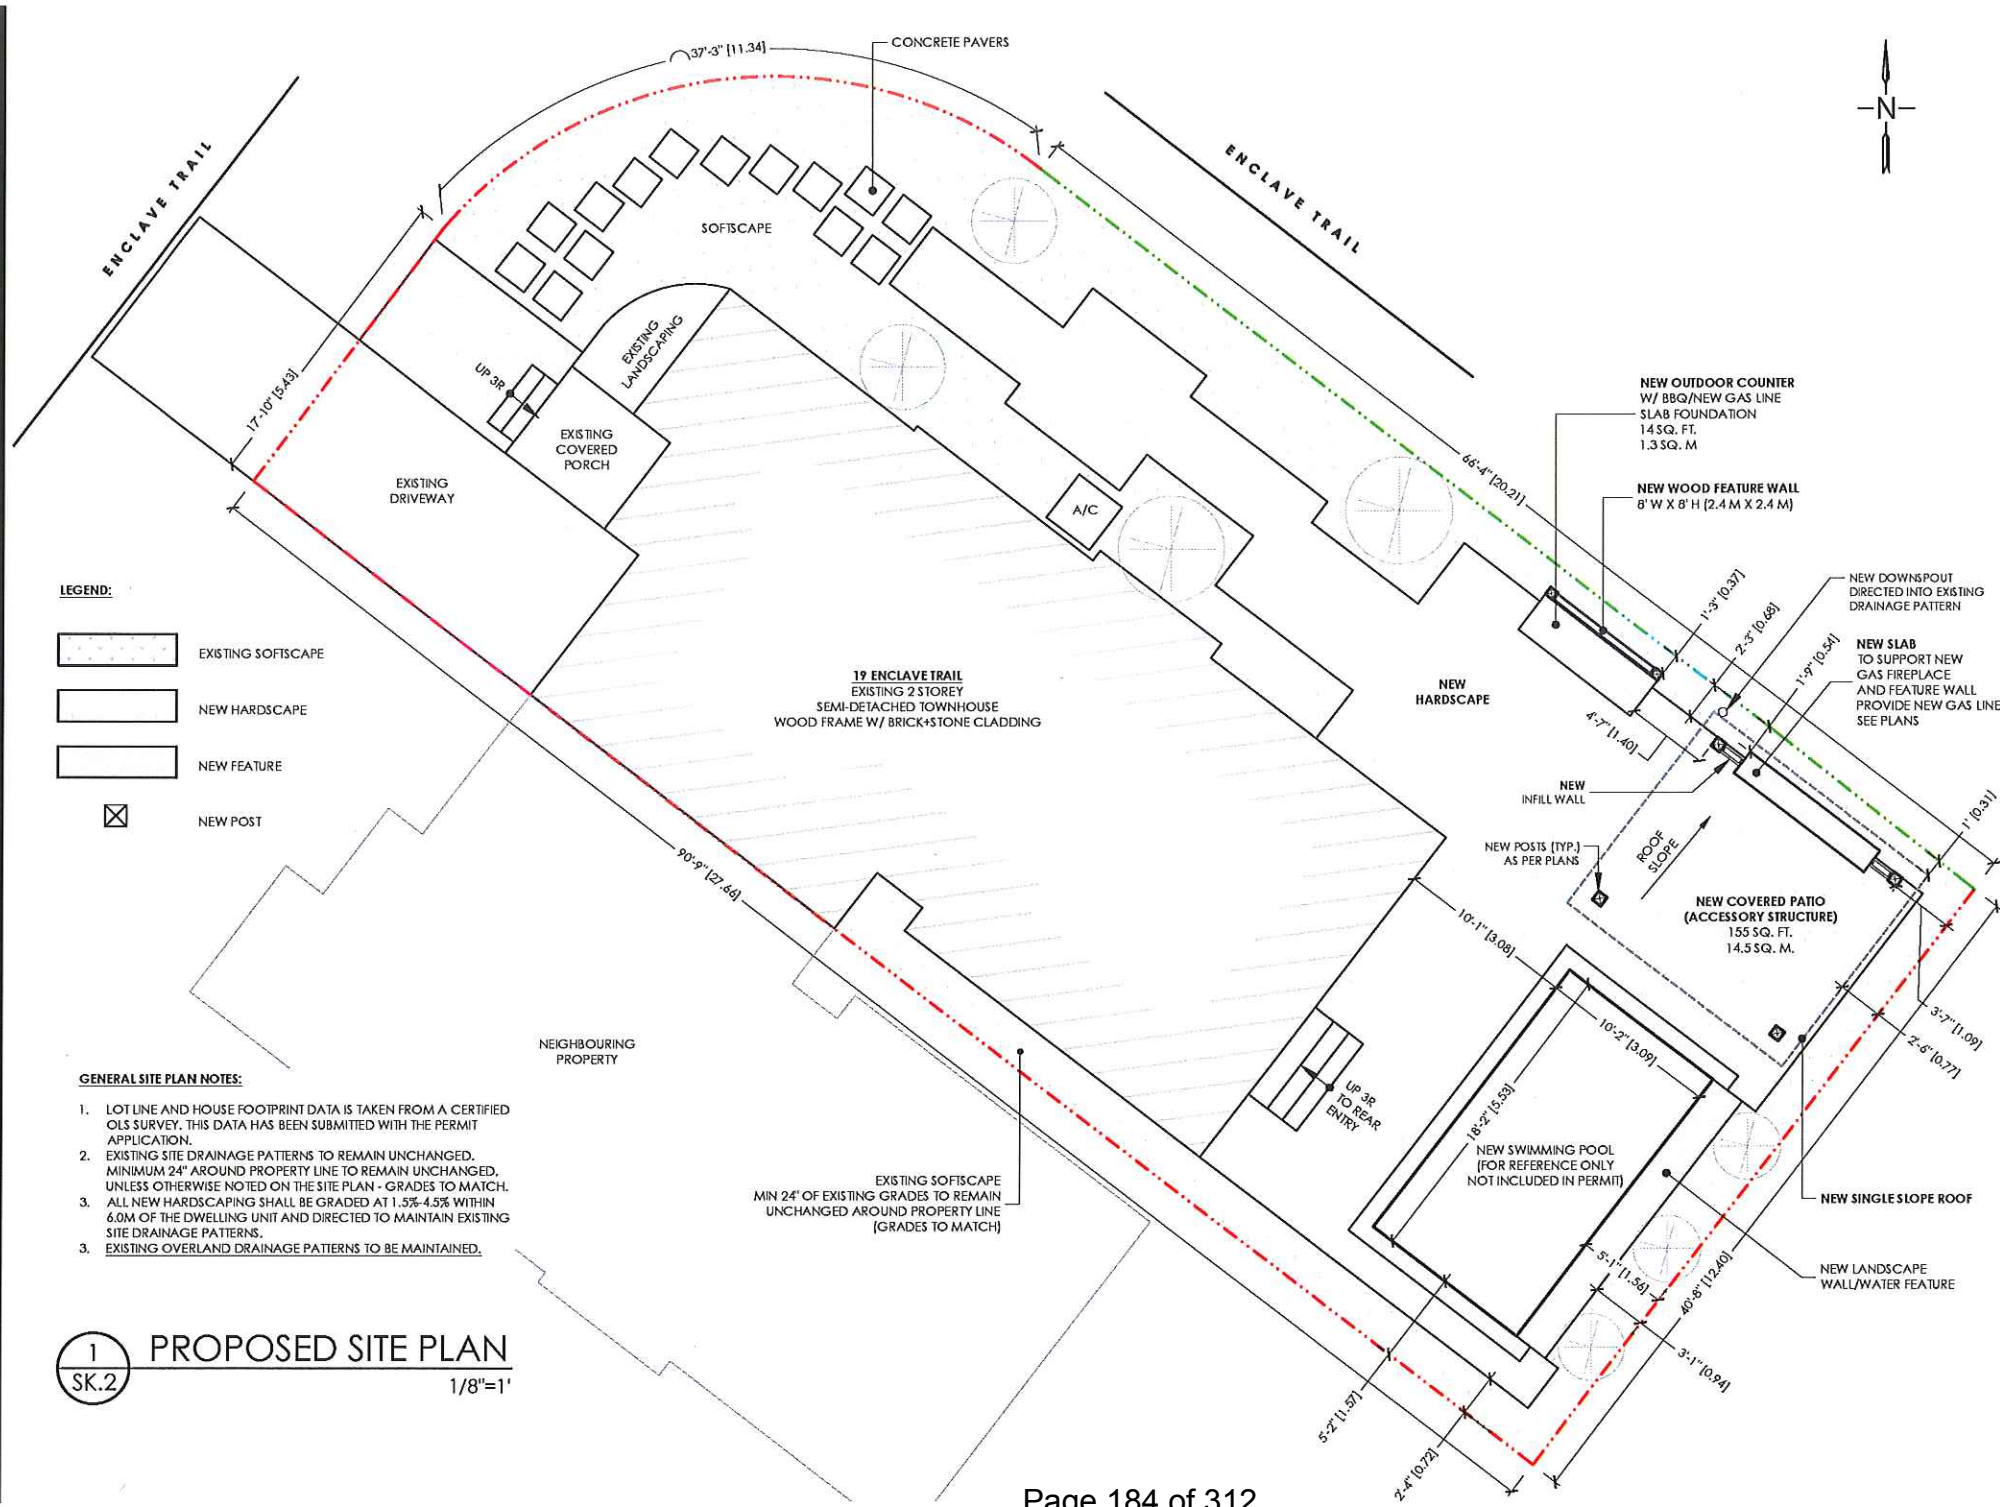 37'-3" [11.34]
CONCRETE PAVERS
N
ENCLAVE TRAIL
ENCLAVE TRAIL
SOFTSCAPE
EXISTING
LANDSCAPING
UP 3R
17'-10" [5.43]
EXISTING
COVERED
PORCH
EXISTING
DRIVEWAY
A/C
66'-4" [20.21]
NEW OUTDOOR COUNTER
W/ BBQ/NEW GAS LINE
SLAB FOUNDATION
14 SQ. FT.
1.3 SQ. M
NEW WOOD FEATURE WALL
8' W X 8' H (2.4 M X 2.4 M)
1'-3" [0.37]
2'-3" [0.68]
1'-9" [0.54]
NEW DOWNSPOUT
DIRECTED INTO EXISTING
DRAINAGE PATTERN
NEW SLAB
TO SUPPORT NEW
GAS FIREPLACE
AND FEATURE WALL
PROVIDE NEW GAS LINE
SEE PLANS
LEGEND:
EXISTING SOFTSCAPE
NEW HARDSCAPE
NEW FEATURE
NEW POST
19 ENCLAVE TRAIL
EXISTING 2 STOREY
SEMI-DETACHED TOWNHOUSE
WOOD FRAME W/ BRICK+STONE CLADDING
NEW
HARDSCAPE
4'-7" [1.40]
NEW
INFILL WALL
1' [0.31]
NEW POSTS (TYP.)
AS PER PLANS
ROOF
SLOPE
NEW COVERED PATIO
(ACCESSORY STRUCTURE)
155 SQ. FT.
14.5 SQ. M.
90'-9" [27.66]
10'-1" [3.08]
10'-2" [3.09]
3'-7" [1.09]
2'-6" [0.77]
NEIGHBOURING
PROPERTY
UP 3R
TO REAR
ENTRY
18'-2" [5.53]
NEW SWIMMING POOL
(FOR REFERENCE ONLY
NOT INCLUDED IN PERMIT)
EXISTING SOFTSCAPE
MIN 24" OF EXISTING GRADES TO REMAIN
UNCHANGED AROUND PROPERTY LINE
(GRADES TO MATCH)
NEW SINGLE SLOPE ROOF
NEW LANDSCAPE
WALL/WATER FEATURE
5'-1" [1.56]
40'-8" [12.40]
3'-1" [0.94]
5'-2" [1.57]
2'-4" [0.72]
GENERAL SITE PLAN NOTES:
1. LOT LINE AND HOUSE FOOTPRINT DATA IS TAKEN FROM A CERTIFIED
OLS SURVEY. THIS DATA HAS BEEN SUBMITTED WITH THE PERMIT
APPLICATION.
2. EXISTING SITE DRAINAGE PATTERNS TO REMAIN UNCHANGED.
MINIMUM 24" AROUND PROPERTY LINE TO REMAIN UNCHANGED,
UNLESS OTHERWISE NOTED ON THE SITE PLAN - GRADES TO MATCH.
3. ALL NEW HARDSCAPING SHALL BE GRADED AT 1.5%-4.5% WITHIN
6.0M OF THE DWELLING UNIT AND DIRECTED TO MAINTAIN EXISTING
SITE DRAINAGE PATTERNS.
3. EXISTING OVERLAND DRAINAGE PATTERNS TO BE MAINTAINED.
1
SK.2
PROPOSED SITE PLAN
1/8"=1'
Page 184 of 312